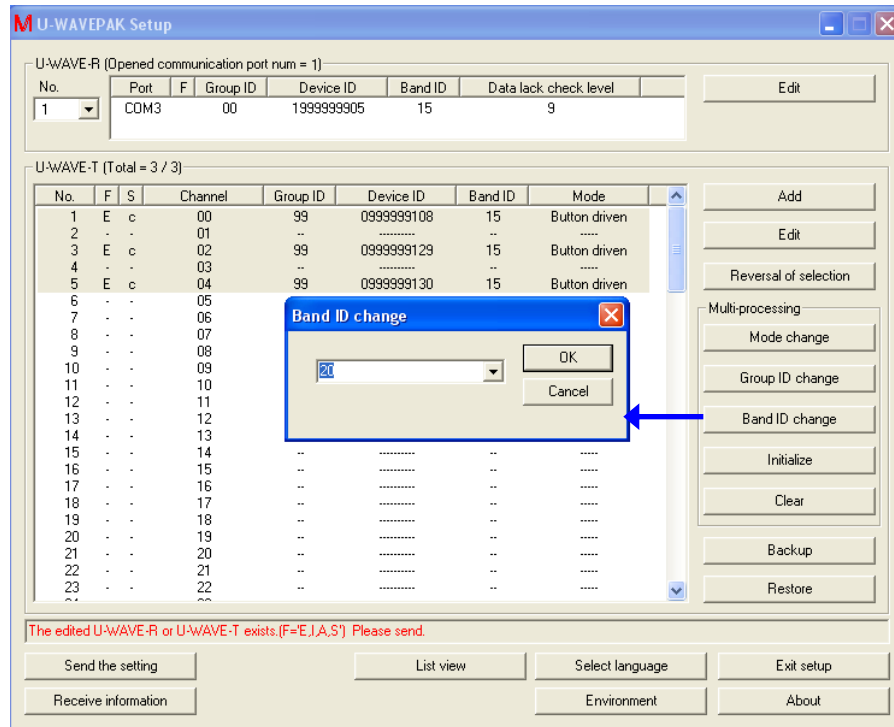 M U-WAVEPAK Setup
U-WAVE-R (Opened communication port num = 1)
No. Port F Group ID Device ID Band ID Data lack check level Edit
1 COM3 00 1999999905 15 9
U-WAVE-T (Total = 3 / 3)
No. F S Channel Group ID Device ID Band ID Mode Add
1 E c 00 99 0999999108 15 Button driven
2 - - 01 -- ---------- -- ----- Edit
3 E c 02 99 0999999129 15 Button driven
4 - - 03 -- ---------- -- ----- Reversal of selection
5 E c 04 99 0999999130 15 Button driven
6 - - 05
7 - - 06 Band ID change Multi-processing
8 - - 07 Mode change
9 - - 08 OK
10 - - 09 20 Group ID change
11 - - 10 Cancel
12 - - 11
13 - - 12 Band ID change
14 - - 13
15 - - 14 -- ---------- -- -----
16 - - 15 -- ---------- -- ----- Initialize
17 - - 16 -- ---------- -- -----
18 - - 17 -- ---------- -- ----- Clear
19 - - 18 -- ---------- -- -----
20 - - 19 -- ---------- -- -----
21 - - 20 -- ---------- -- ----- Backup
22 - - 21 -- ---------- -- -----
23 - - 22 -- ---------- -- ----- Restore
The edited U-WAVE-R or U-WAVE-T exists.(F='E,I,A,S') Please send.
Send the setting List view Select language Exit setup
Receive information Environment About